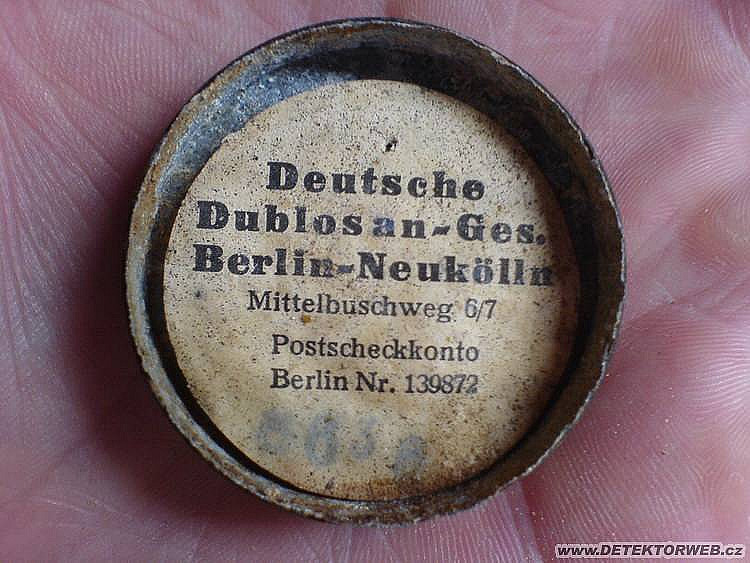 Deutsche
Dublosan-Ges.
Berlin-Neukölln
Mittelbuschweg 6/7
Postscheckkonto
Berlin Nr. 139872
www.DETEKTORWEB.cz